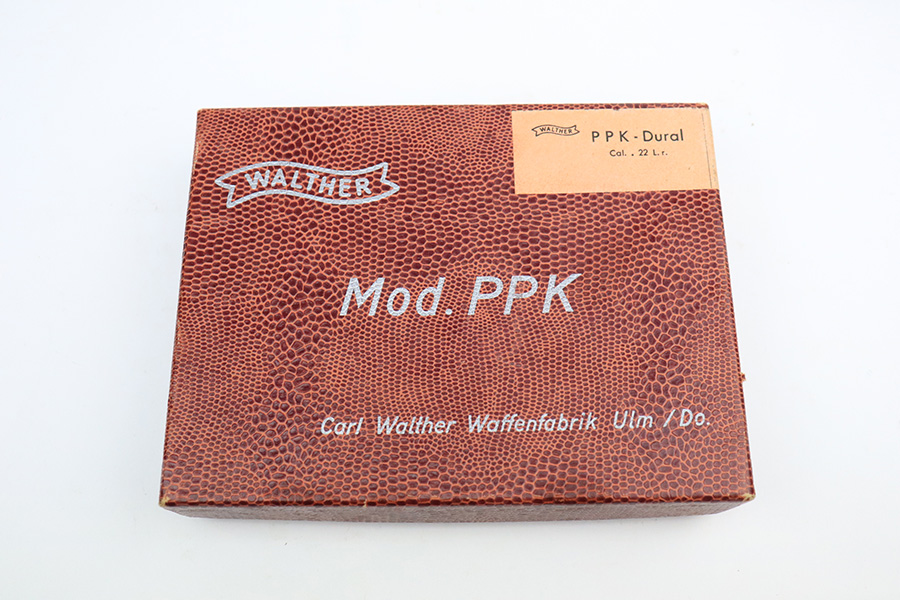 WALTHER
PPK - Dural
Cal. . 22 L. r.
WALTHER
Mod. PPK
Carl Walther Waffenfabrik Ulm /Do.